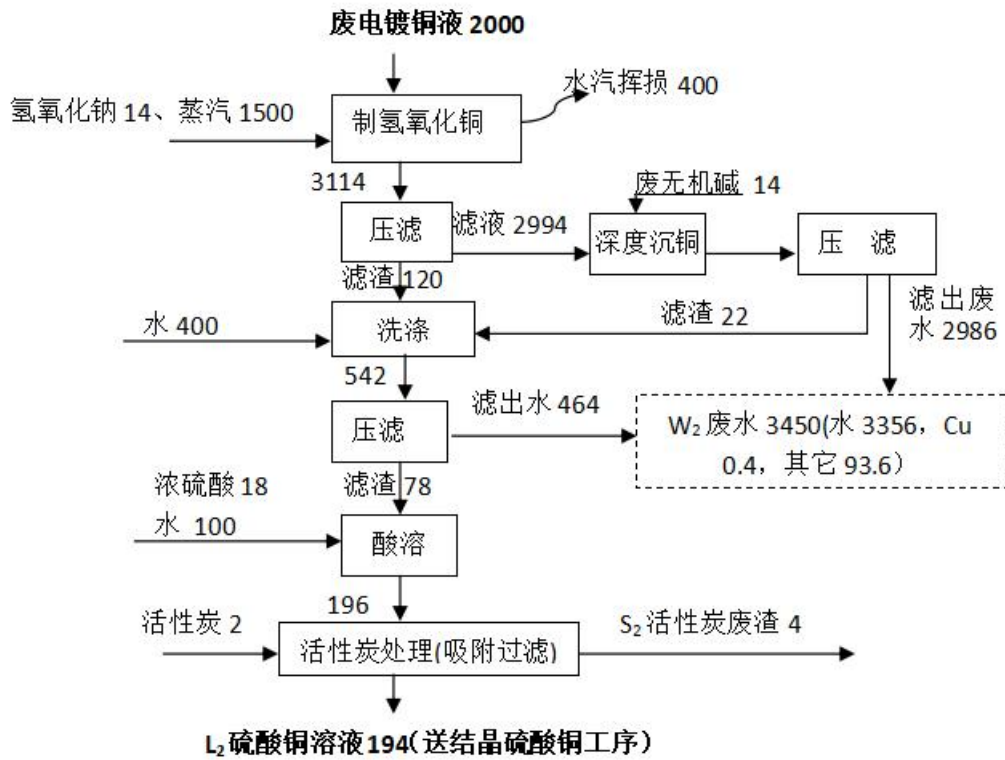 废电镀铜液 2000
水汽挥损 400
氢氧化钠 14、蒸汽 1500
制氢氧化铜
3114
废无机碱 14
压滤
滤液 2994
深度沉铜
压 滤
滤渣 120
滤渣 22
滤出废
水 2986
水 400
洗涤
542
滤出水 464
压滤
W₂ 废水 3450(水 3356，Cu
0.4，其它 93.6）
浓硫酸 18
滤渣 78
水 100
酸溶
196
活性炭 2
S₂ 活性炭废渣 4
活性炭处理(吸附过滤)
L₂ 硫酸铜溶液 194（送结晶硫酸铜工序）